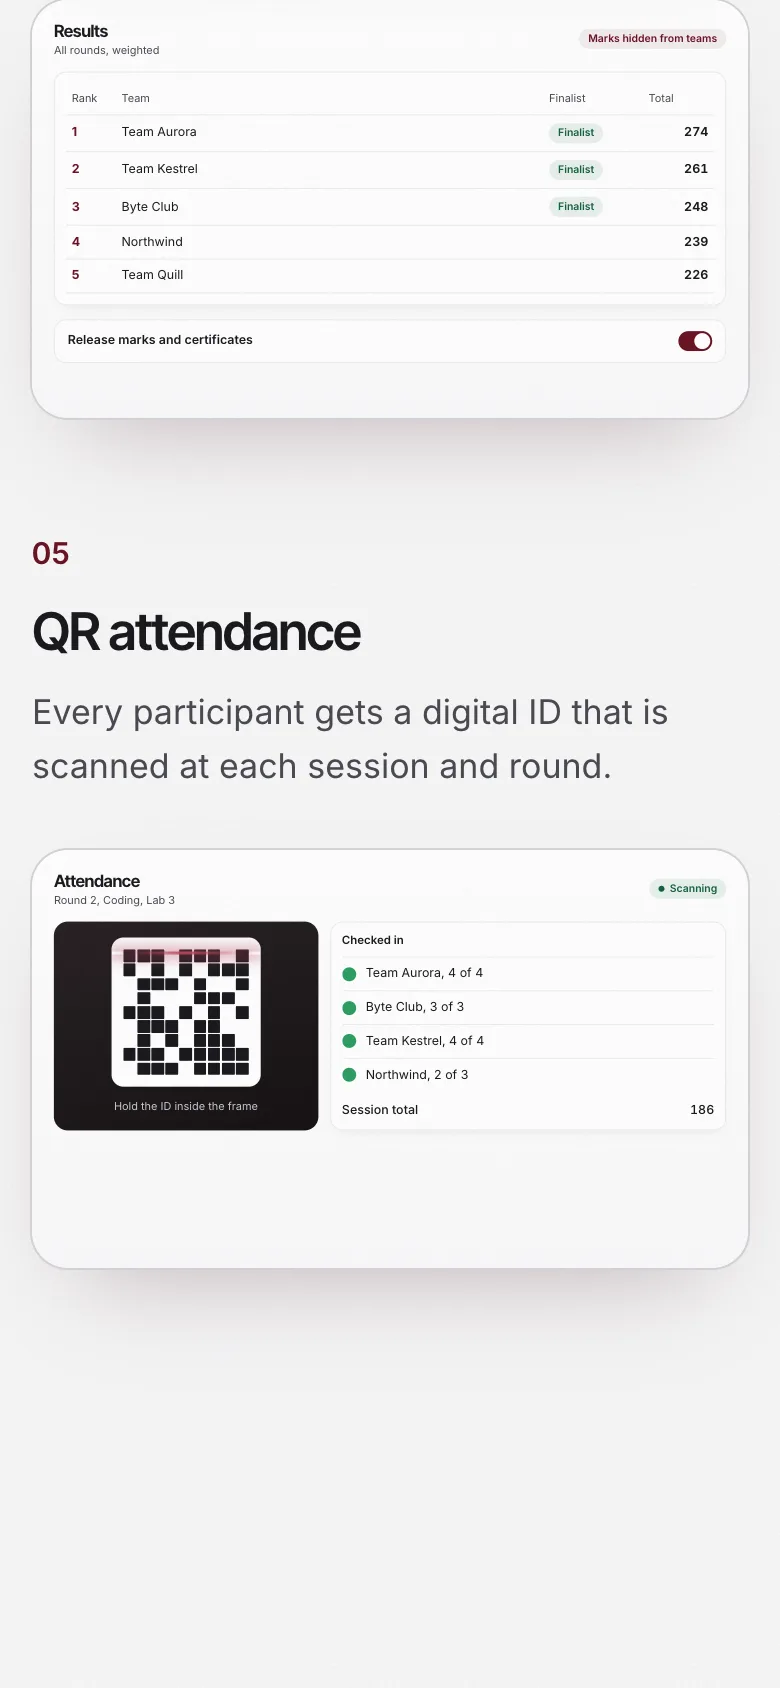 Results
All rounds, weighted
Marks hidden from teams
Rank Team Finalist Total
1 Team Aurora Finalist 274
2 Team Kestrel Finalist 261
3 Byte Club Finalist 248
4 Northwind 239
5 Team Quill 226
Release marks and certificates
05
QR attendance
Every participant gets a digital ID that is
scanned at each session and round.
Attendance
Round 2, Coding, Lab 3
Scanning
Hold the ID inside the frame
Checked in
Team Aurora, 4 of 4
Byte Club, 3 of 3
Team Kestrel, 4 of 4
Northwind, 2 of 3
Session total 186